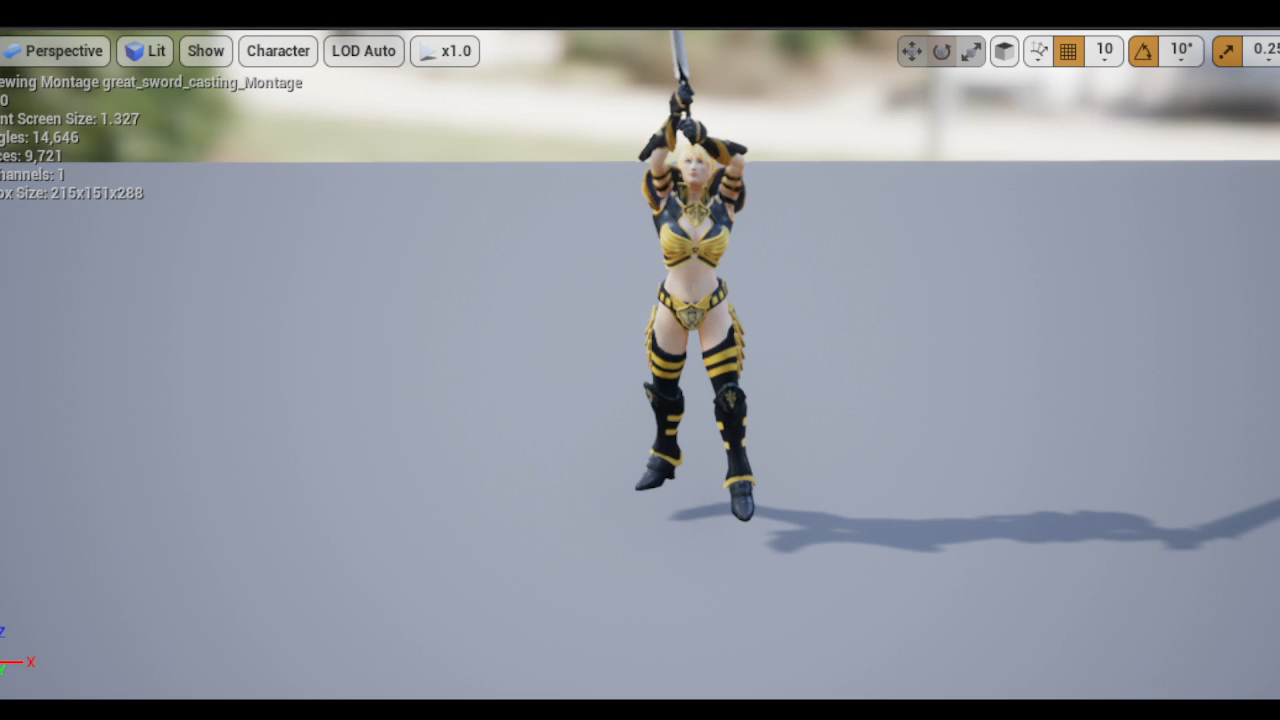 Perspective Lit Show Character LOD Auto x1.0 10 10° 0.25
ewing Montage great_sword_casting_Montage
0
nt Screen Size: 1.327
gles: 14,646
ces: 9,721
hannels: 1
ox Size: 215x151x288
Z
X
Y